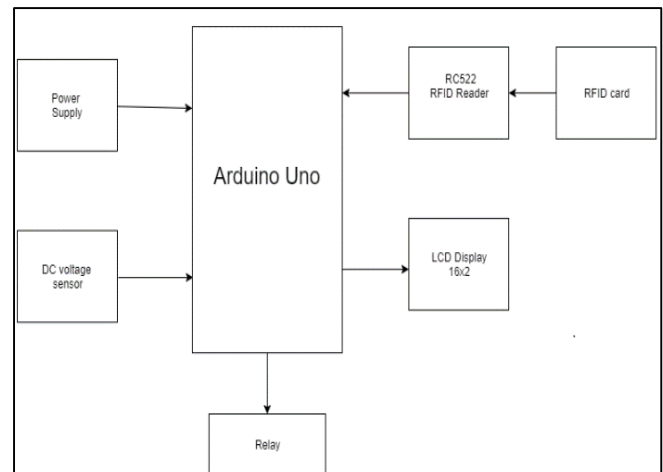 Power
Supply
Arduino Uno
RC522
RFID Reader
RFID card
DC voltage
sensor
LCD Display
16x2
Relay